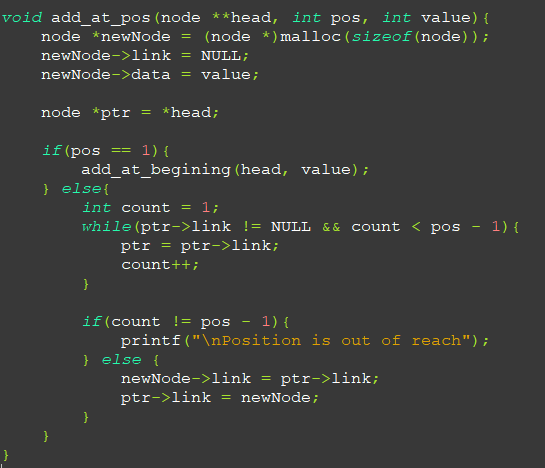 void add_at_pos(node **head, int pos, int value){
    node *newNode = (node *)malloc(sizeof(node));
    newNode->link = NULL;
    newNode->data = value;

    node *ptr = *head;

    if(pos == 1){
        add_at_begining(head, value);
    } else{
        int count = 1;
        while(ptr->link != NULL && count < pos - 1){
            ptr = ptr->link;
            count++;
        }

        if(count != pos - 1){
            printf("\nPosition is out of reach");
        } else {
            newNode->link = ptr->link;
            ptr->link = newNode;
        }
    }
}